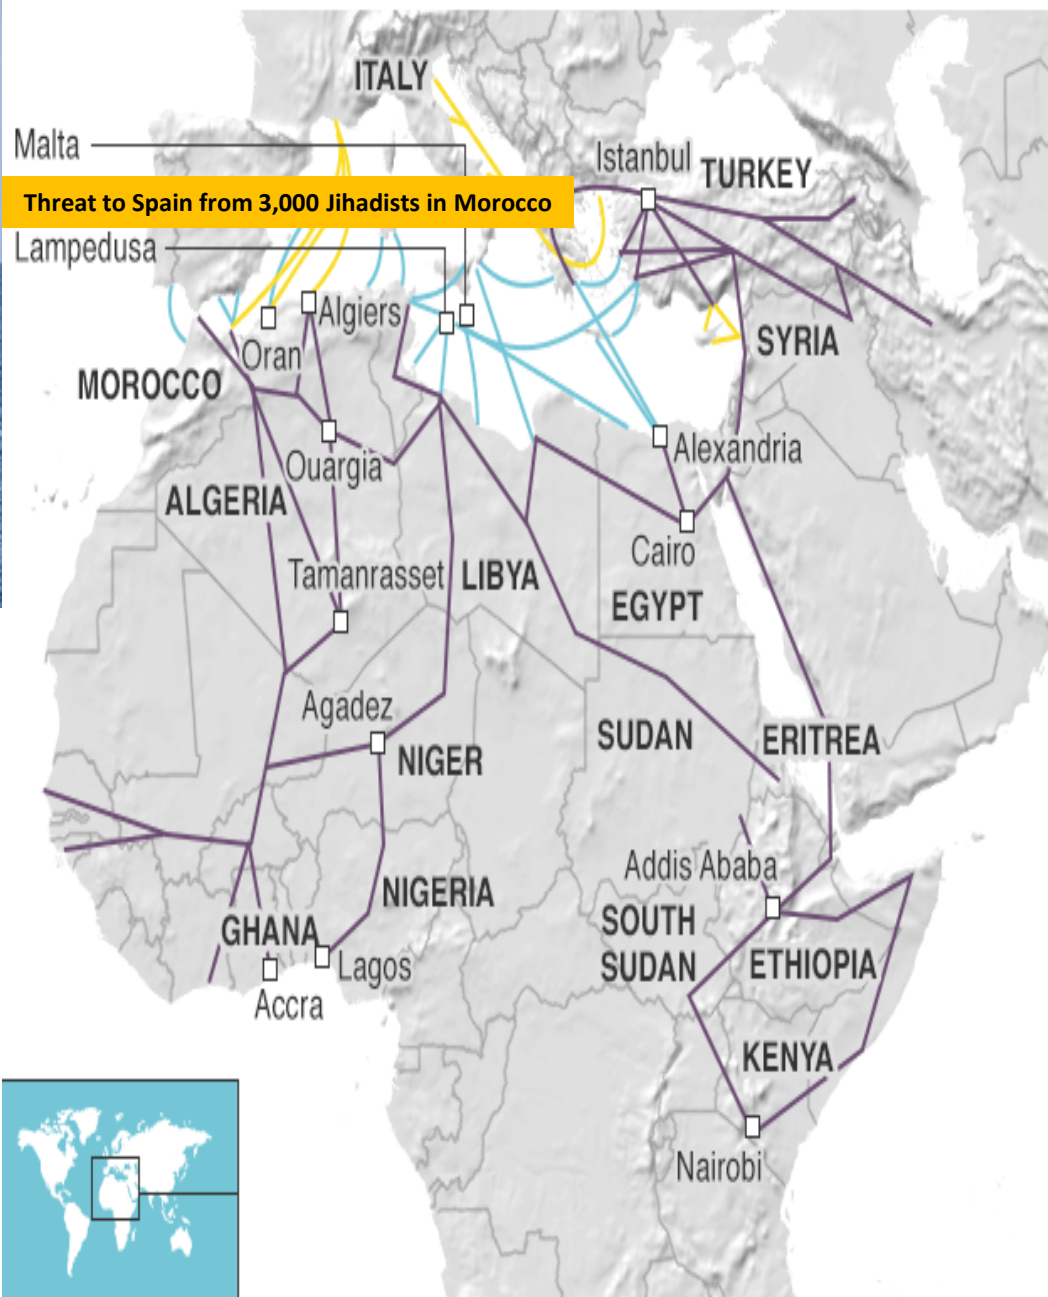 ITALY
Malta
Istanbul
TURKEY
Threat to Spain from 3,000 Jihadists in Morocco
Lampedusa
Algiers
Oran
SYRIA
MOROCCO
Ouargia
Alexandria
ALGERIA
Cairo
Tamanrasset
LIBYA
EGYPT
Agadez
NIGER
SUDAN
ERITREA
Addis Ababa
NIGERIA
SOUTH
SUDAN
GHANA
Lagos
ETHIOPIA
Accra
KENYA
Nairobi